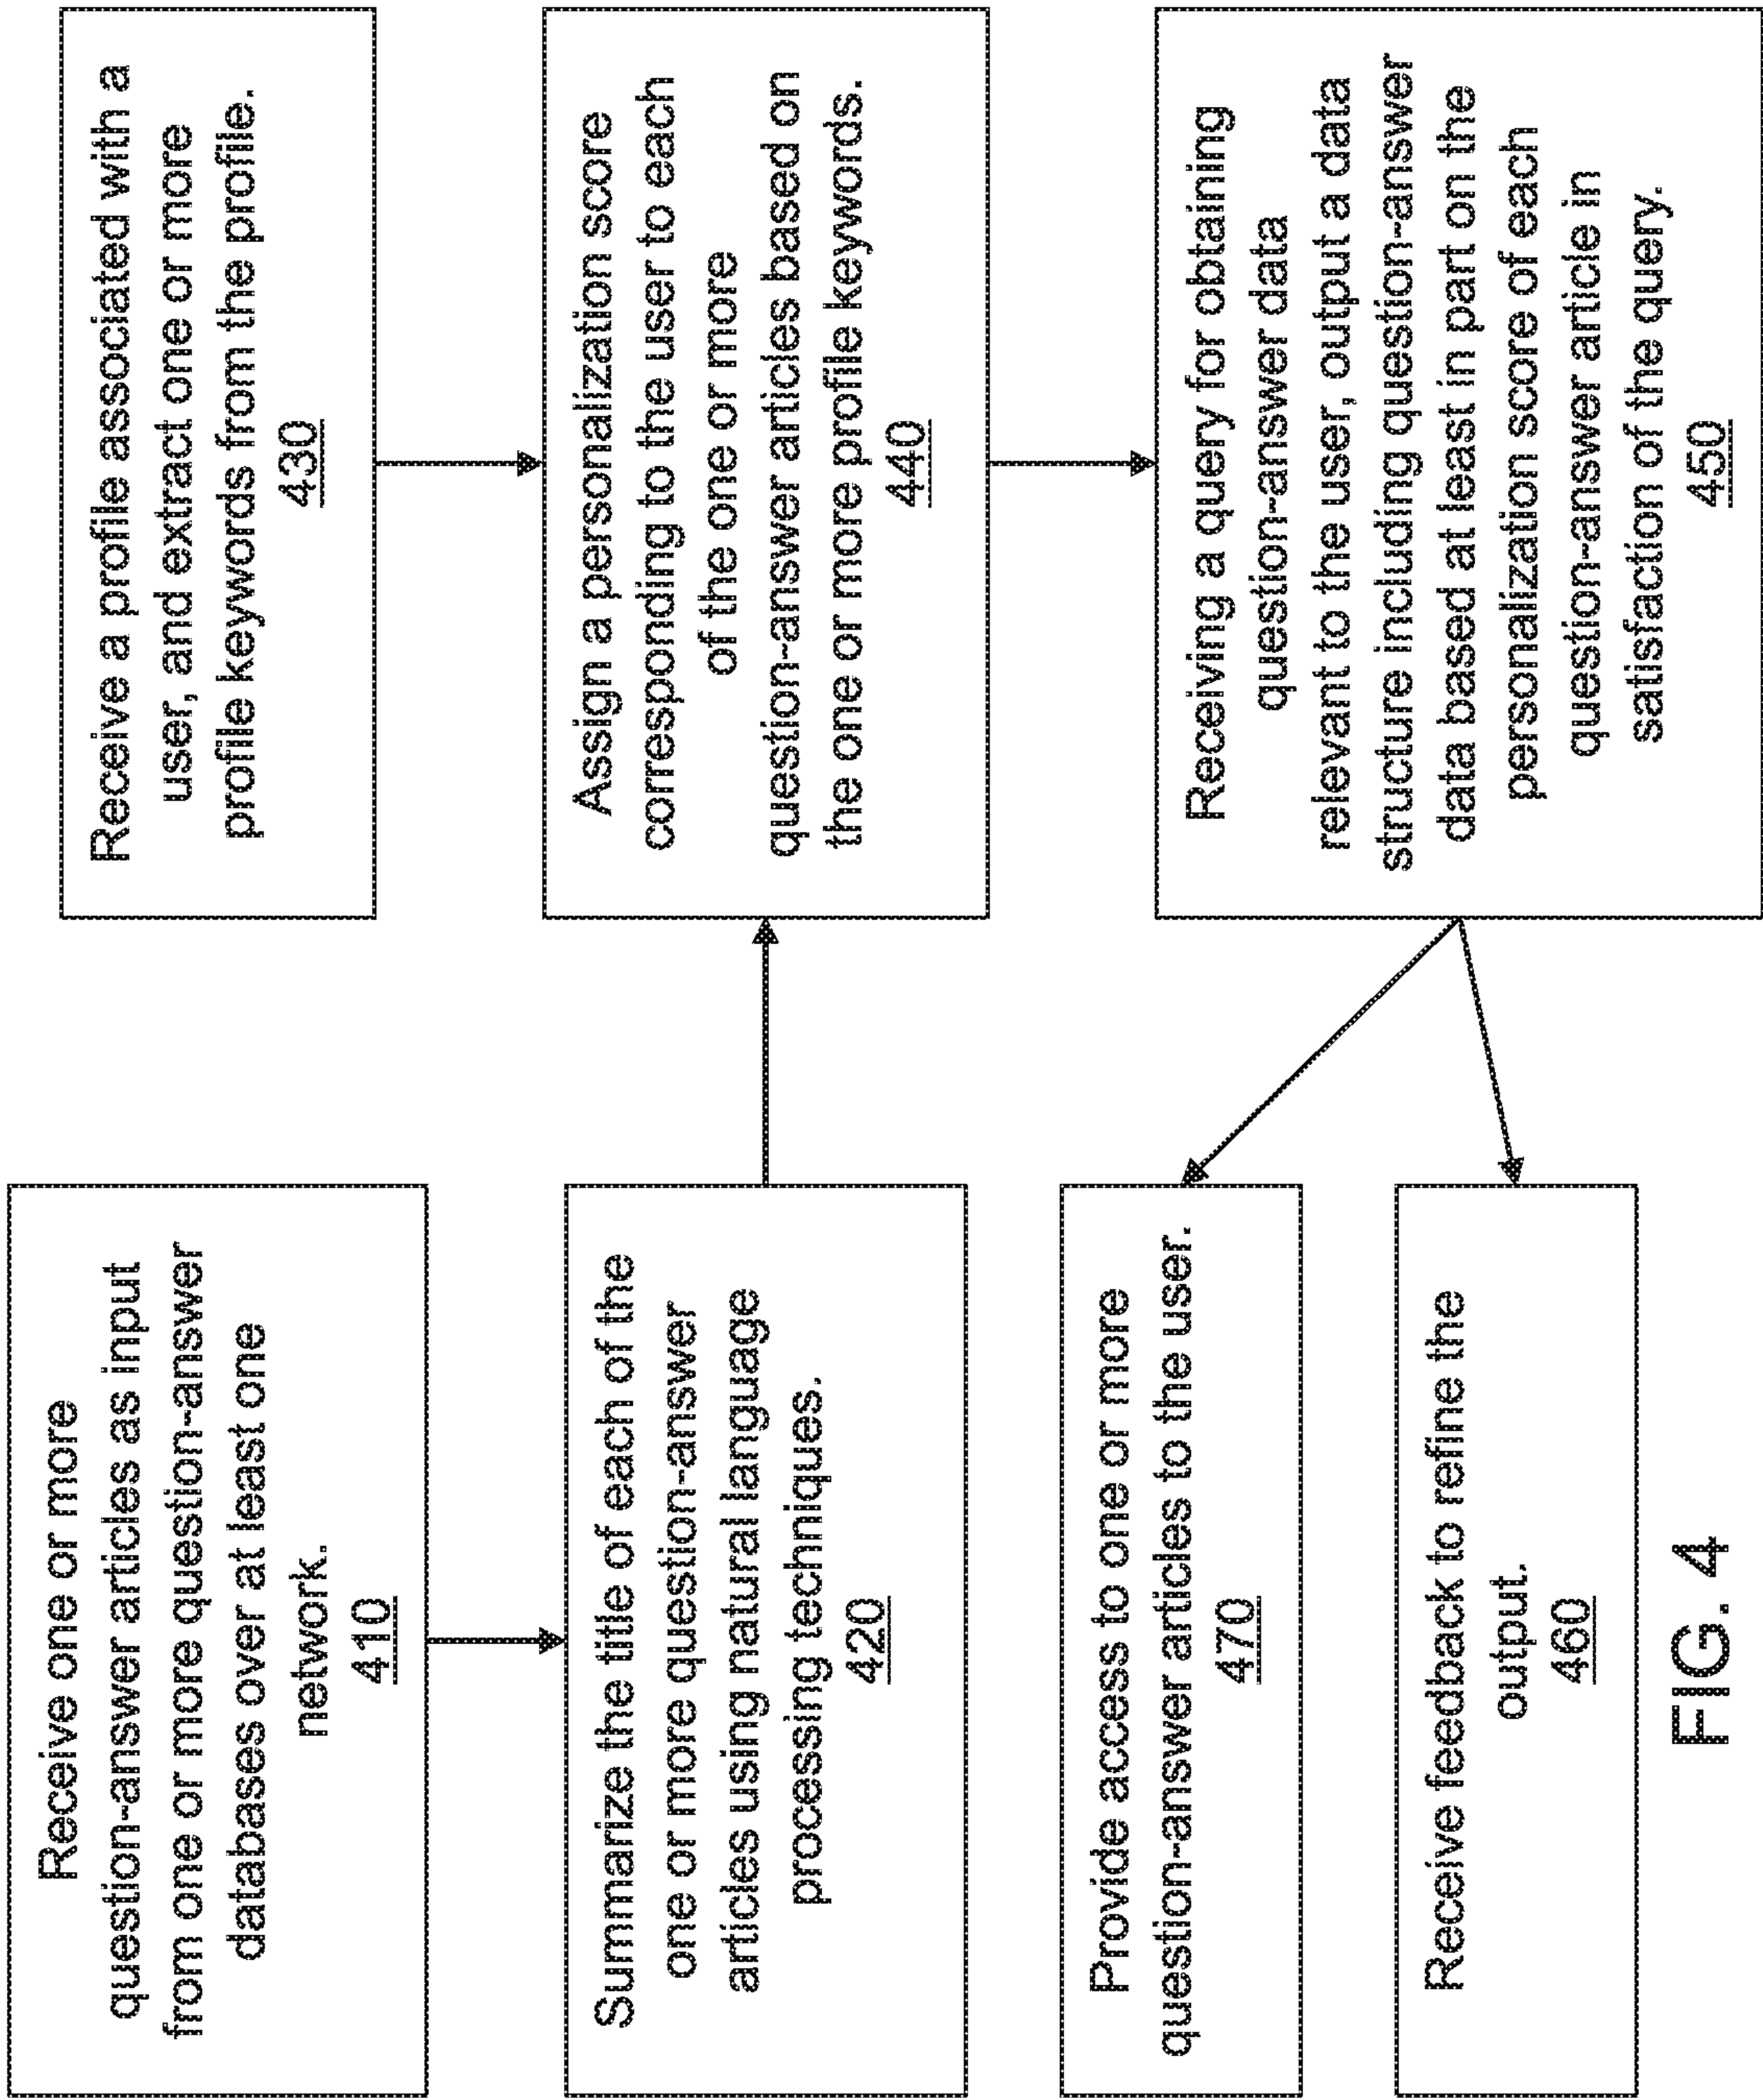 Receive one or more
question-answer articles as input
from one or more question-answer
databases over at least one
network.
410
Summarize the title of each of the
one or more question-answer
articles using natural language
processing techniques.
420
Receive a profile associated with a
user, and extract one or more
profile keywords from the profile.
430
Assign a personalization score
corresponding to the user to each
of the one or more
question-answer articles based on
the one or more profile keywords.
440
Receiving a query for obtaining
question-answer data
relevant to the user, output a data
structure including question-answer
data based at least in part on the
personalization score of each
question-answer article in
satisfaction of the query.
450
Provide access to one or more
question-answer articles to the user.
470
Receive feedback to refine the
output.
460
FIG. 4